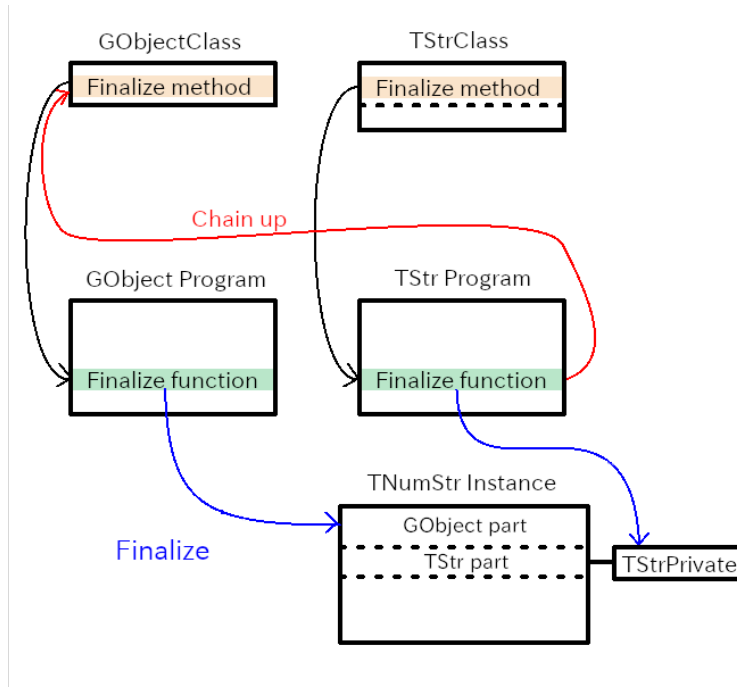 GObjectClass
TStrClass
Finalize method
Finalize method
Chain up
GObject Program
TStr Program
Finalize function
Finalize function
TNumStr Instance
GObject part
Finalize
TStr part
TStrPrivate